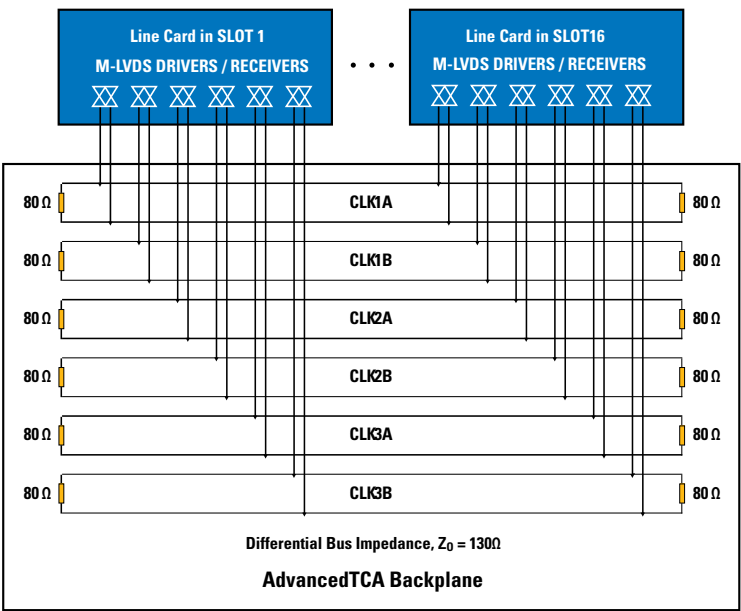 Line Card in SLOT 1
M-LVDS DRIVERS / RECEIVERS
• • •
Line Card in SLOT16
M-LVDS DRIVERS / RECEIVERS
80 Ω CLK1A 80 Ω
80 Ω CLK1B 80 Ω
80 Ω CLK2A 80 Ω
80 Ω CLK2B 80 Ω
80 Ω CLK3A 80 Ω
80 Ω CLK3B 80 Ω
Differential Bus Impedance, Z₀ = 130Ω
AdvancedTCA Backplane